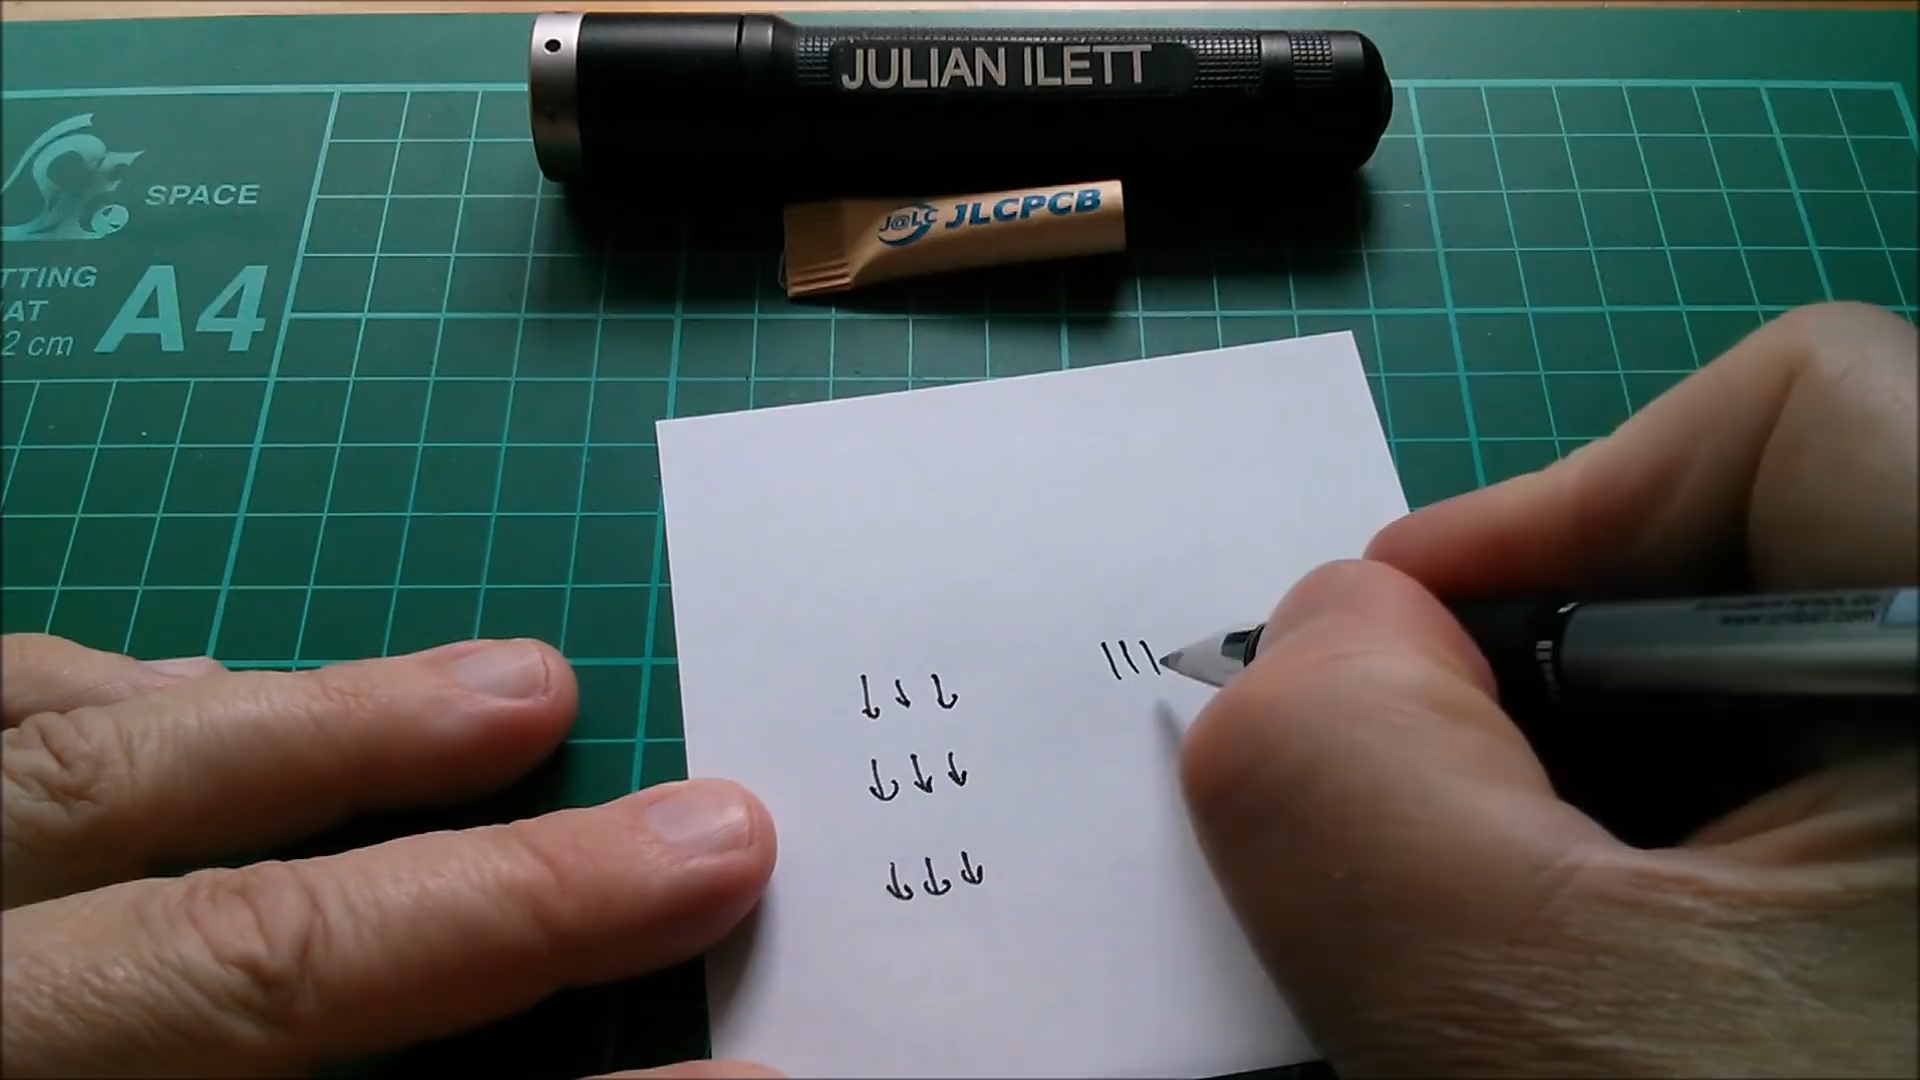 JULIAN ILETT
J@LC JLCPCB
SPACE
TTING
AT
A4
2 cm